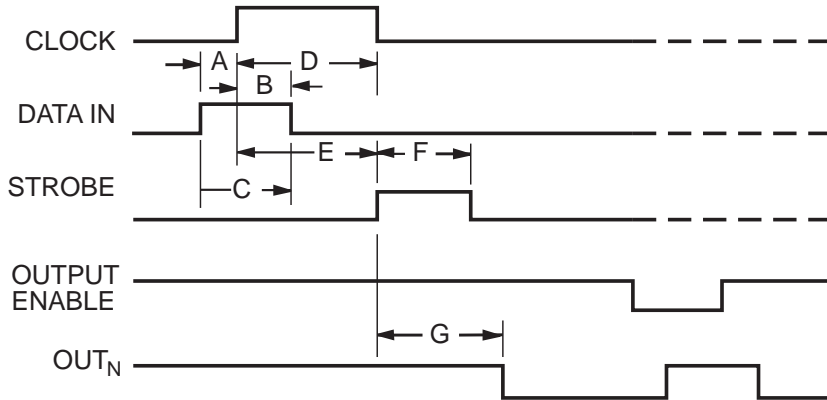 CLOCK
A D
B
DATA IN
E F
C
STROBE
OUTPUT
ENABLE
G
OUTN